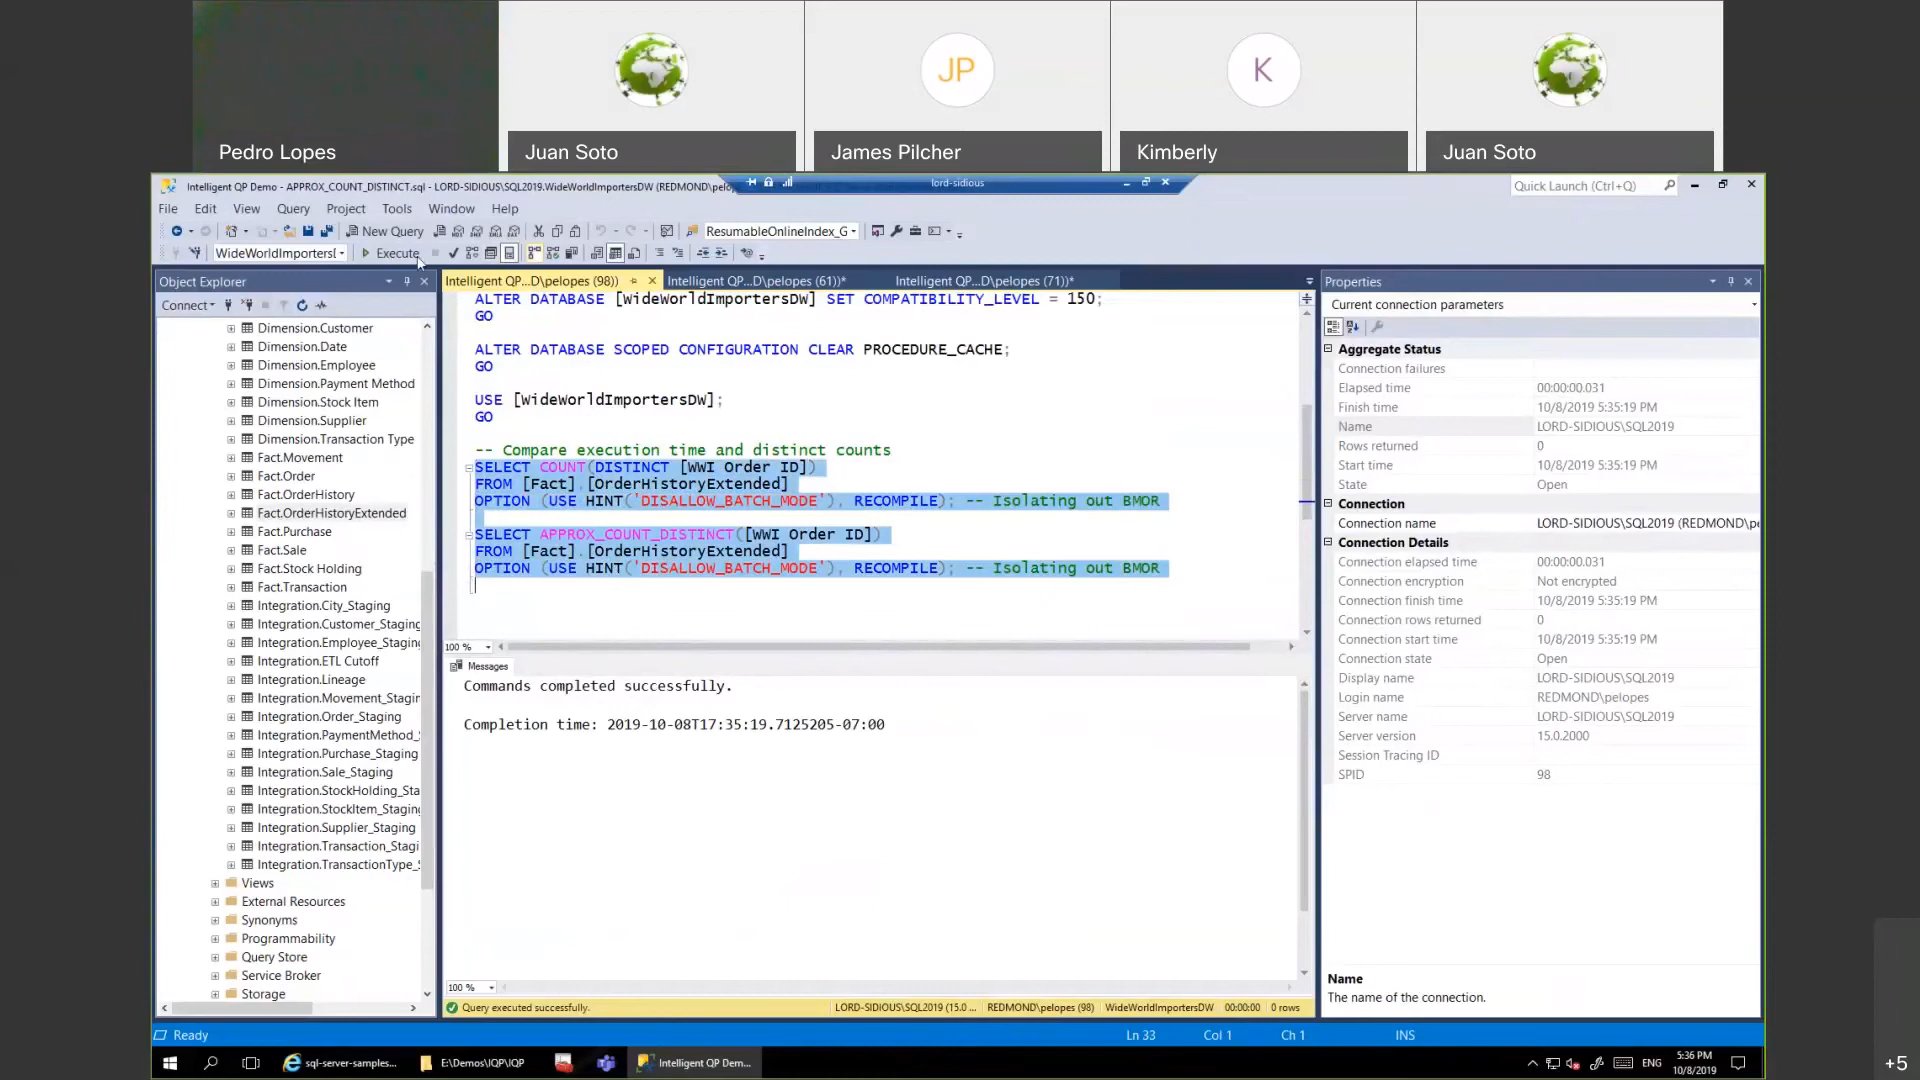 JP
K
Pedro Lopes
Juan Soto
James Pilcher
Kimberly
Juan Soto
Intelligent QP Demo - APPROX_COUNT_DISTINCT.sql - LORD-SIDIOUS\SQL2019.WideWorldImportersDW (REDMOND\pelo
lord-sidious
Quick Launch (Ctrl+Q)
File Edit View Query Project Tools Window Help
New Query
ResumableOnlineIndex_G
WideWorldImporters
Execute
Object Explorer
Intelligent QP...D\pelopes (98))
Intelligent QP...D\pelopes (61))*
Intelligent QP...D\pelopes (71))*
Properties
Connect
Dimension.Customer
Dimension.Date
Dimension.Employee
Dimension.Payment Method
Dimension.Stock Item
Dimension.Supplier
Dimension.Transaction Type
Fact.Movement
Fact.Order
Fact.OrderHistory
Fact.OrderHistoryExtended
Fact.Purchase
Fact.Sale
Fact.Stock Holding
Fact.Transaction
Integration.City_Staging
Integration.Customer_Staging
Integration.Employee_Staging
Integration.ETL Cutoff
Integration.Lineage
Integration.Movement_Stagin
Integration.Order_Staging
Integration.PaymentMethod_S
Integration.Purchase_Staging
Integration.Sale_Staging
Integration.StockHolding_Sta
Integration.StockItem_Staging
Integration.Supplier_Staging
Integration.Transaction_Stagi
Integration.TransactionType_S
Views
External Resources
Synonyms
Programmability
Query Store
Service Broker
Storage
ALTER DATABASE [WideWorldImportersDW] SET COMPATIBILITY_LEVEL = 150;
GO
ALTER DATABASE SCOPED CONFIGURATION CLEAR PROCEDURE_CACHE;
GO
USE [WideWorldImportersDW];
GO
-- Compare execution time and distinct counts
SELECT COUNT(DISTINCT [WWI Order ID])
FROM [Fact].[OrderHistoryExtended]
OPTION (USE HINT('DISALLOW_BATCH_MODE'), RECOMPILE); -- Isolating out BMOR
SELECT APPROX_COUNT_DISTINCT([WWI Order ID])
FROM [Fact].[OrderHistoryExtended]
OPTION (USE HINT('DISALLOW_BATCH_MODE'), RECOMPILE); -- Isolating out BMOR
100 %
Messages
Commands completed successfully.
Completion time: 2019-10-08T17:35:19.7125205-07:00
100 %
Query executed successfully.
LORD-SIDIOUS\SQL2019 (15.0 ...
REDMOND\pelopes (98)
WideWorldImportersDW
00:00:00
0 rows
Current connection parameters
Aggregate Status
Connection failures
Elapsed time 00:00:00.031
Finish time 10/8/2019 5:35:19 PM
Name LORD-SIDIOUS\SQL2019
Rows returned 0
Start time 10/8/2019 5:35:19 PM
State Open
Connection
Connection name LORD-SIDIOUS\SQL2019 (REDMOND\pe
Connection Details
Connection elapsed time 00:00:00.031
Connection encryption Not encrypted
Connection finish time 10/8/2019 5:35:19 PM
Connection rows returned 0
Connection start time 10/8/2019 5:35:19 PM
Connection state Open
Display name LORD-SIDIOUS\SQL2019
Login name REDMOND\pelopes
Server name LORD-SIDIOUS\SQL2019
Server version 15.0.2000
Session Tracing ID
SPID 98
Name
The name of the connection.
Ready
Ln 33
Col 1
Ch 1
INS
sql-server-samples...
E:\Demos\IQP\IQP
Intelligent QP Dem...
ENG
5:36 PM
10/8/2019
+5